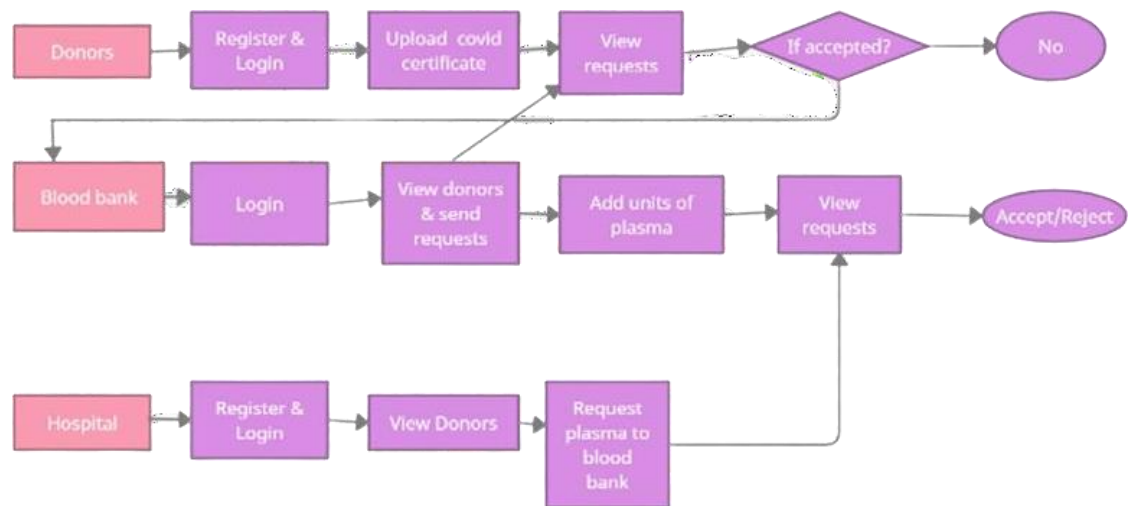 Donors
Register &
Login
Upload covid
certificate
View
requests
If accepted?
No
Blood bank
Login
View donors
& send
requests
Add units of
plasma
View
requests
Accept/Reject
Hospital
Register &
Login
View Donors
Request
plasma to
blood
bank